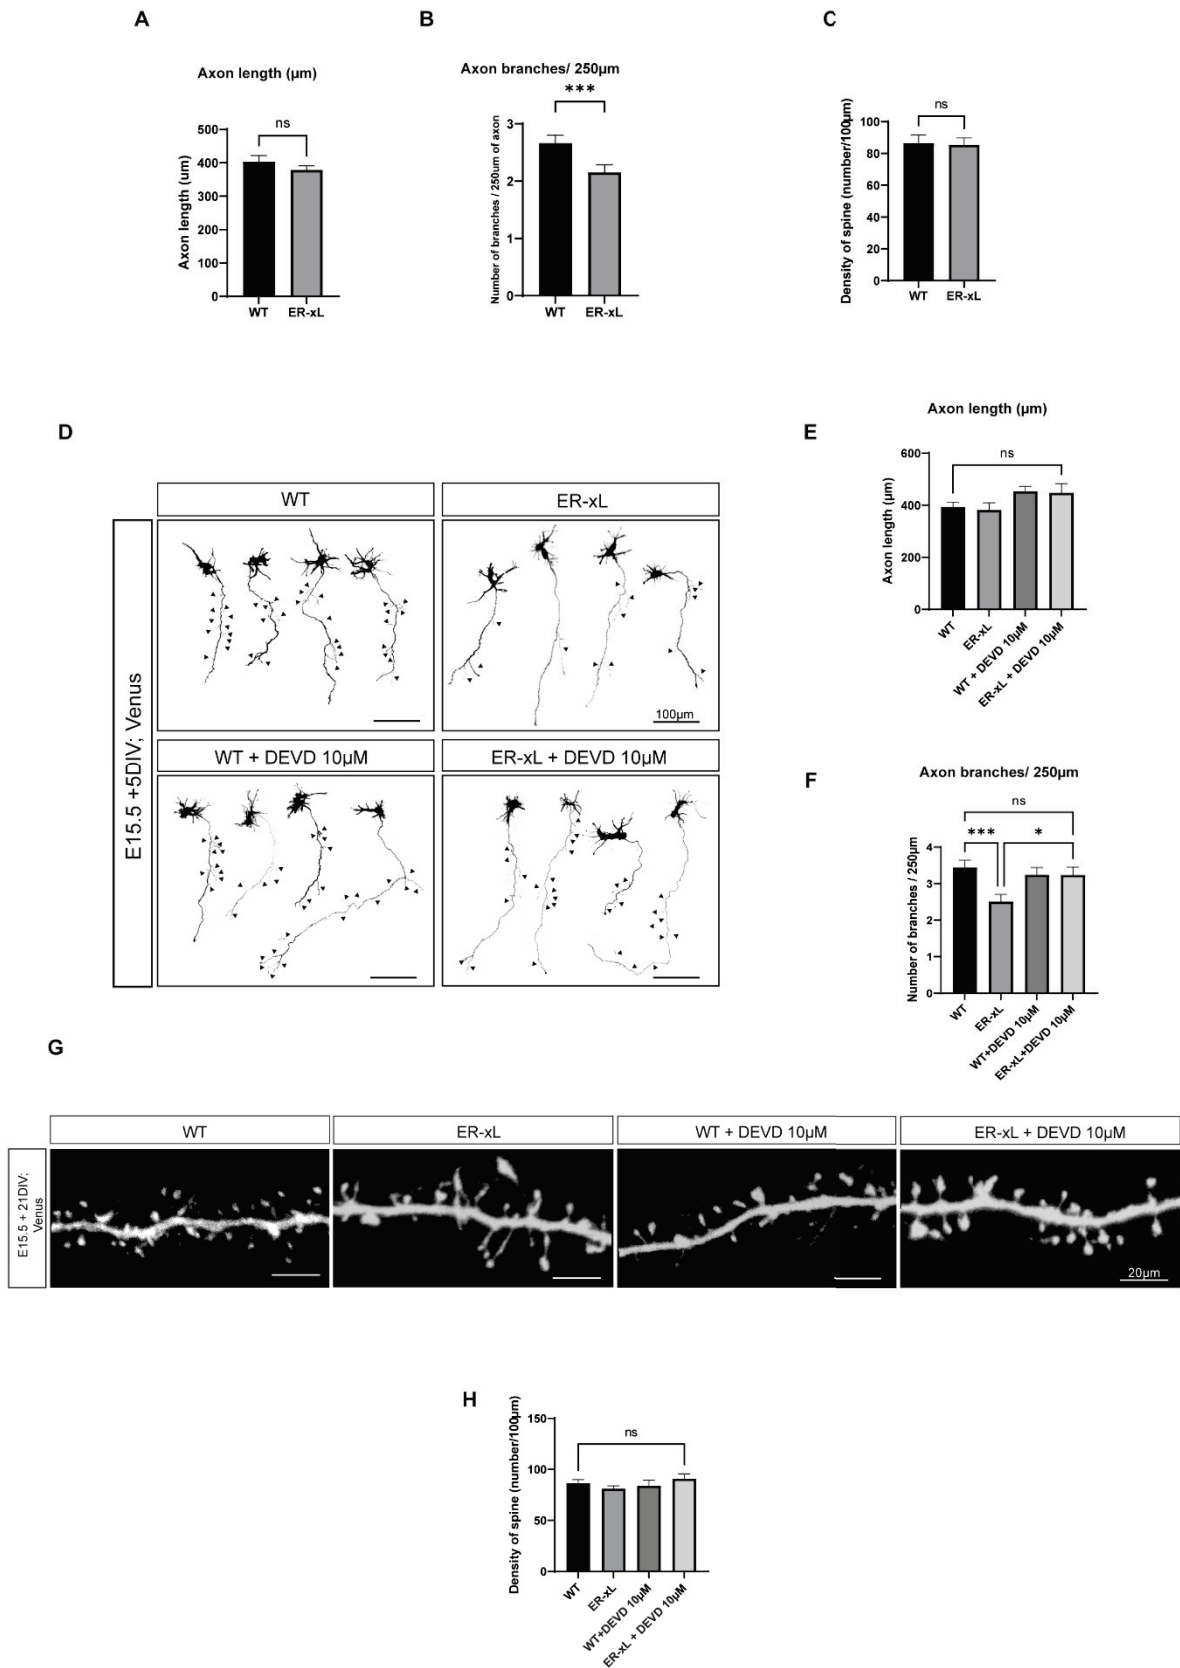 A
Axon length (µm)
ns
500
400
300
200
100
0
Axon length (um)
WT
ER-xL
B
Axon branches/ 250µm
***
3
2
1
0
Number of branches / 250um of axon
WT
ER-xL
C
ns
100
80
60
40
20
0
Density of spine (number/100µm)
WT
ER-xL
D
WT
ER-xL
100µm
WT + DEVD 10µM
ER-xL + DEVD 10µM
E15.5 +5DIV; Venus
E
Axon length (µm)
ns
600
400
200
0
Axon length (µm)
WT
ER-xL
WT + DEVD 10µM
ER-xL + DEVD 10µM
F
Axon branches/ 250µm
ns
***
*
4
3
2
1
0
Number of branches / 250µm
WT
ER-xL
WT+DEVD 10µM
ER-xL+DEVD 10µM
G
WT
ER-xL
WT + DEVD 10µM
ER-xL + DEVD 10µM
E15.5 + 21DIV;
Venus
20µm
H
ns
150
100
50
0
Density of spine (number/100µm)
WT
ER-xL
WT+DEVD 10µM
ER-xL + DEVD 10µM